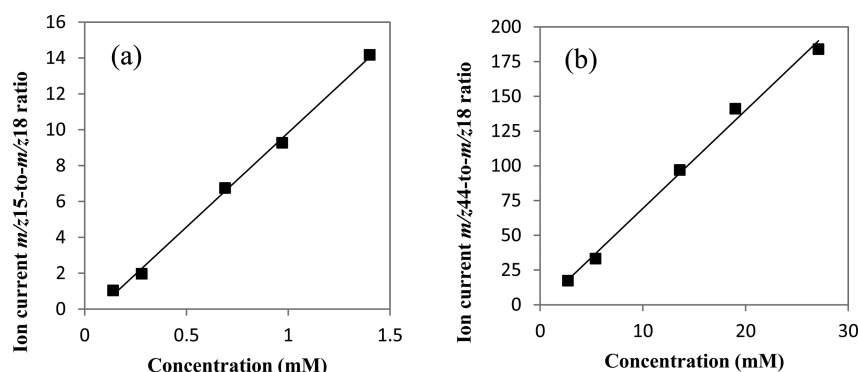 (a)
Ion current m/z15-to-m/z18 ratio
16
14
12
10
8
6
4
2
0
0 0.5 1 1.5
Concentration (mM)
(b)
Ion current m/z44-to-m/z18 ratio
200
175
150
125
100
75
50
25
0
0 10 20 30
Concentration (mM)